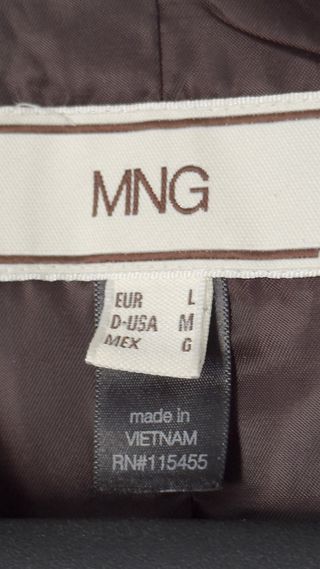 MNG
EUR L
D-USA M
MEX G
made in
VIETNAM
RN#115455